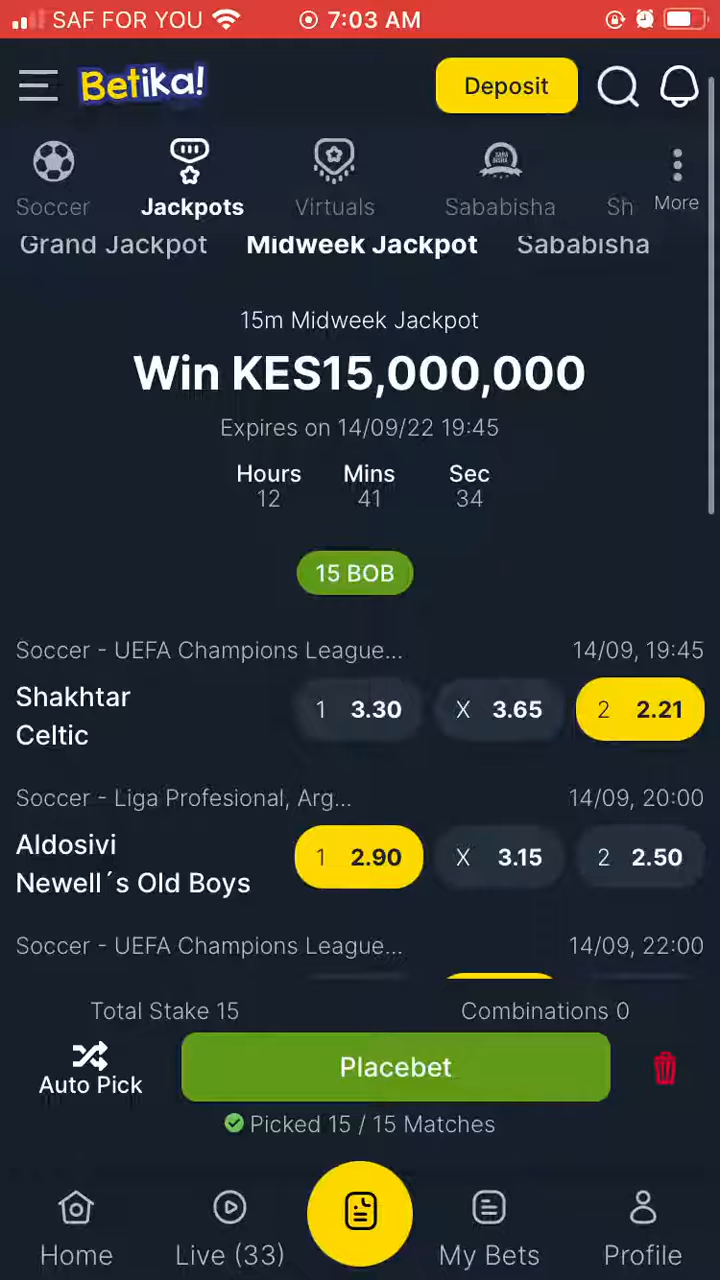 SAF FOR YOU 7:03 AM
Betika! Deposit
Soccer Jackpots Virtuals Sababisha Sh More
Grand Jackpot Midweek Jackpot Sababisha
15m Midweek Jackpot
Win KES15,000,000
Expires on 14/09/22 19:45
Hours Mins Sec
12 41 34
15 BOB
Soccer - UEFA Champions League... 14/09, 19:45
Shakhtar 1 3.30 X 3.65 2 2.21
Celtic
Soccer - Liga Profesional, Arg... 14/09, 20:00
Aldosivi 1 2.90 X 3.15 2 2.50
Newell´s Old Boys
Soccer - UEFA Champions League... 14/09, 22:00
Total Stake 15 Combinations 0
Auto Pick Placebet
Picked 15 / 15 Matches
Home Live (33) My Bets Profile